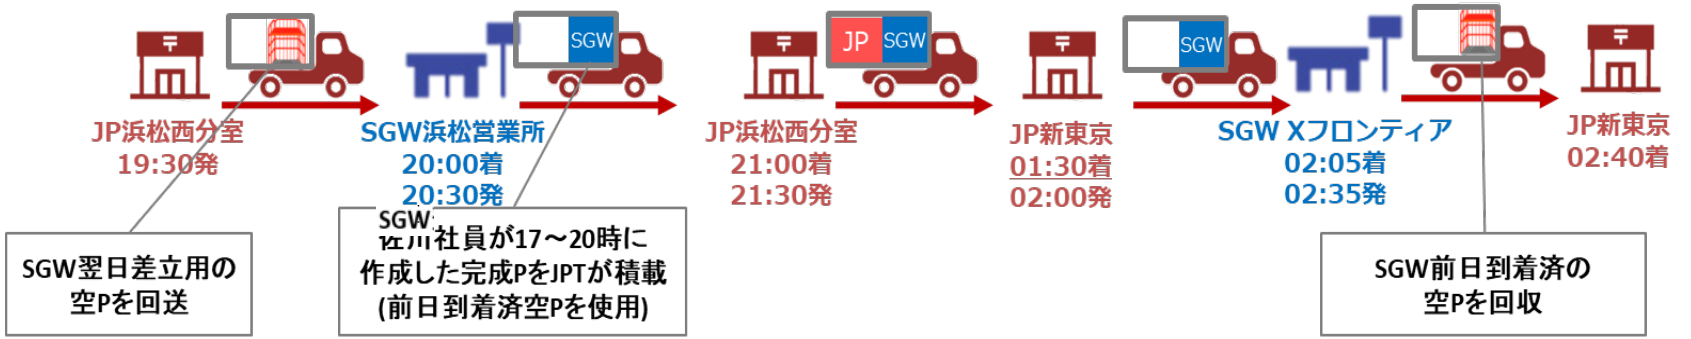 SGW
JP SGW
SGW
JP浜松西分室
19:30発
SGW浜松営業所
20:00着
20:30発
JP浜松西分室
21:00着
21:30発
JP新東京
01:30着
02:00発
SGW Xフロンティア
02:05着
02:35発
JP新東京
02:40着
SGW翌日差立用の
空Pを回送
SGW
佐川社員が17～20時に
作成した完成PをJPTが積載
(前日到着済空Pを使用)
SGW前日到着済の
空Pを回収